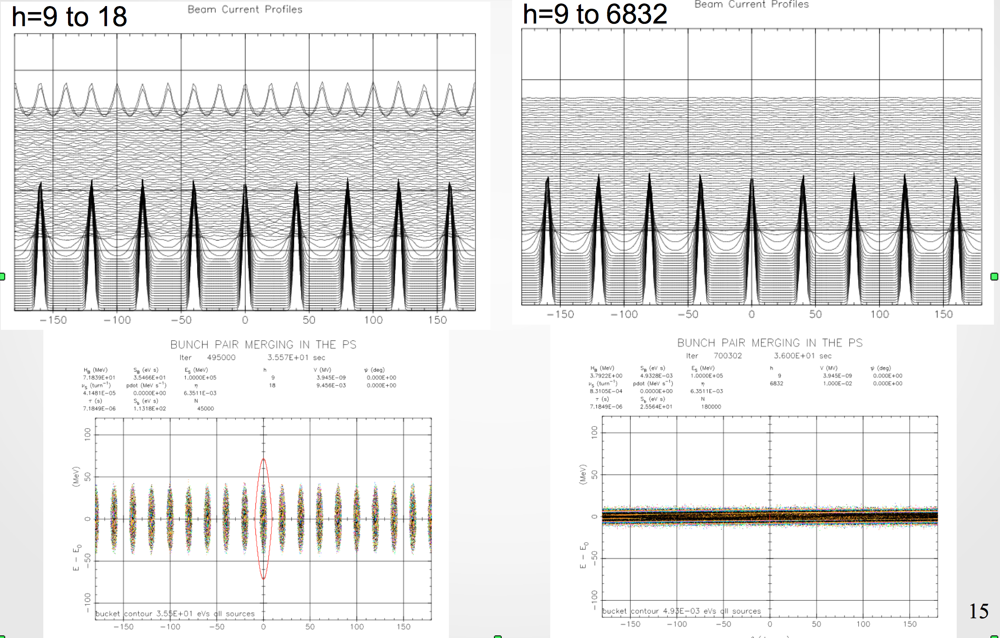 h=9 to 18
Beam Current Profiles
−150 −100 −50 0 50 100 150
h=9 to 6832
Beam Current Profiles
−150 −100 −50 0 50 100 150
BUNCH PAIR MERGING IN THE PS
Iter 495000 3.557E+01 sec
H_B (MeV) S_B (eV s) E_S (MeV) h V (MV) ψ (deg)
7.1839E+01 3.5466E+01 1.0000E+05 9 3.945E−09 0.000E+00
ν_S (turn⁻¹) pdot (MeV s⁻¹) η 18 9.456E−03 0.000E+00
4.1481E−05 0.0000E+00 6.3511E−03
τ (s) S_b (eV s) N
7.1849E−06 1.1318E+02 45000
100
50
0
−50
−100
E − E_0 (MeV)
bucket contour 3.55E+01 eVs all sources
−150 −100 −50 0 50 100 150
BUNCH PAIR MERGING IN THE PS
Iter 700302 3.600E+01 sec
H_B (MeV) S_B (eV s) E_S (MeV) h V (MV) ψ (deg)
3.7922E+00 4.9328E−03 1.0000E+05 9 3.945E−09 0.000E+00
ν_S (turn⁻¹) pdot (MeV s⁻¹) η 6832 1.000E−02 0.000E+00
8.3105E−04 0.0000E+00 6.3511E−03
τ (s) S_b (eV s) N
7.1849E−06 2.5564E+01 180000
100
50
0
−50
−100
E − E_0 (MeV)
bucket contour 4.93E−03 eVs all sources
−150 −100 −50 0 50 100 150
15